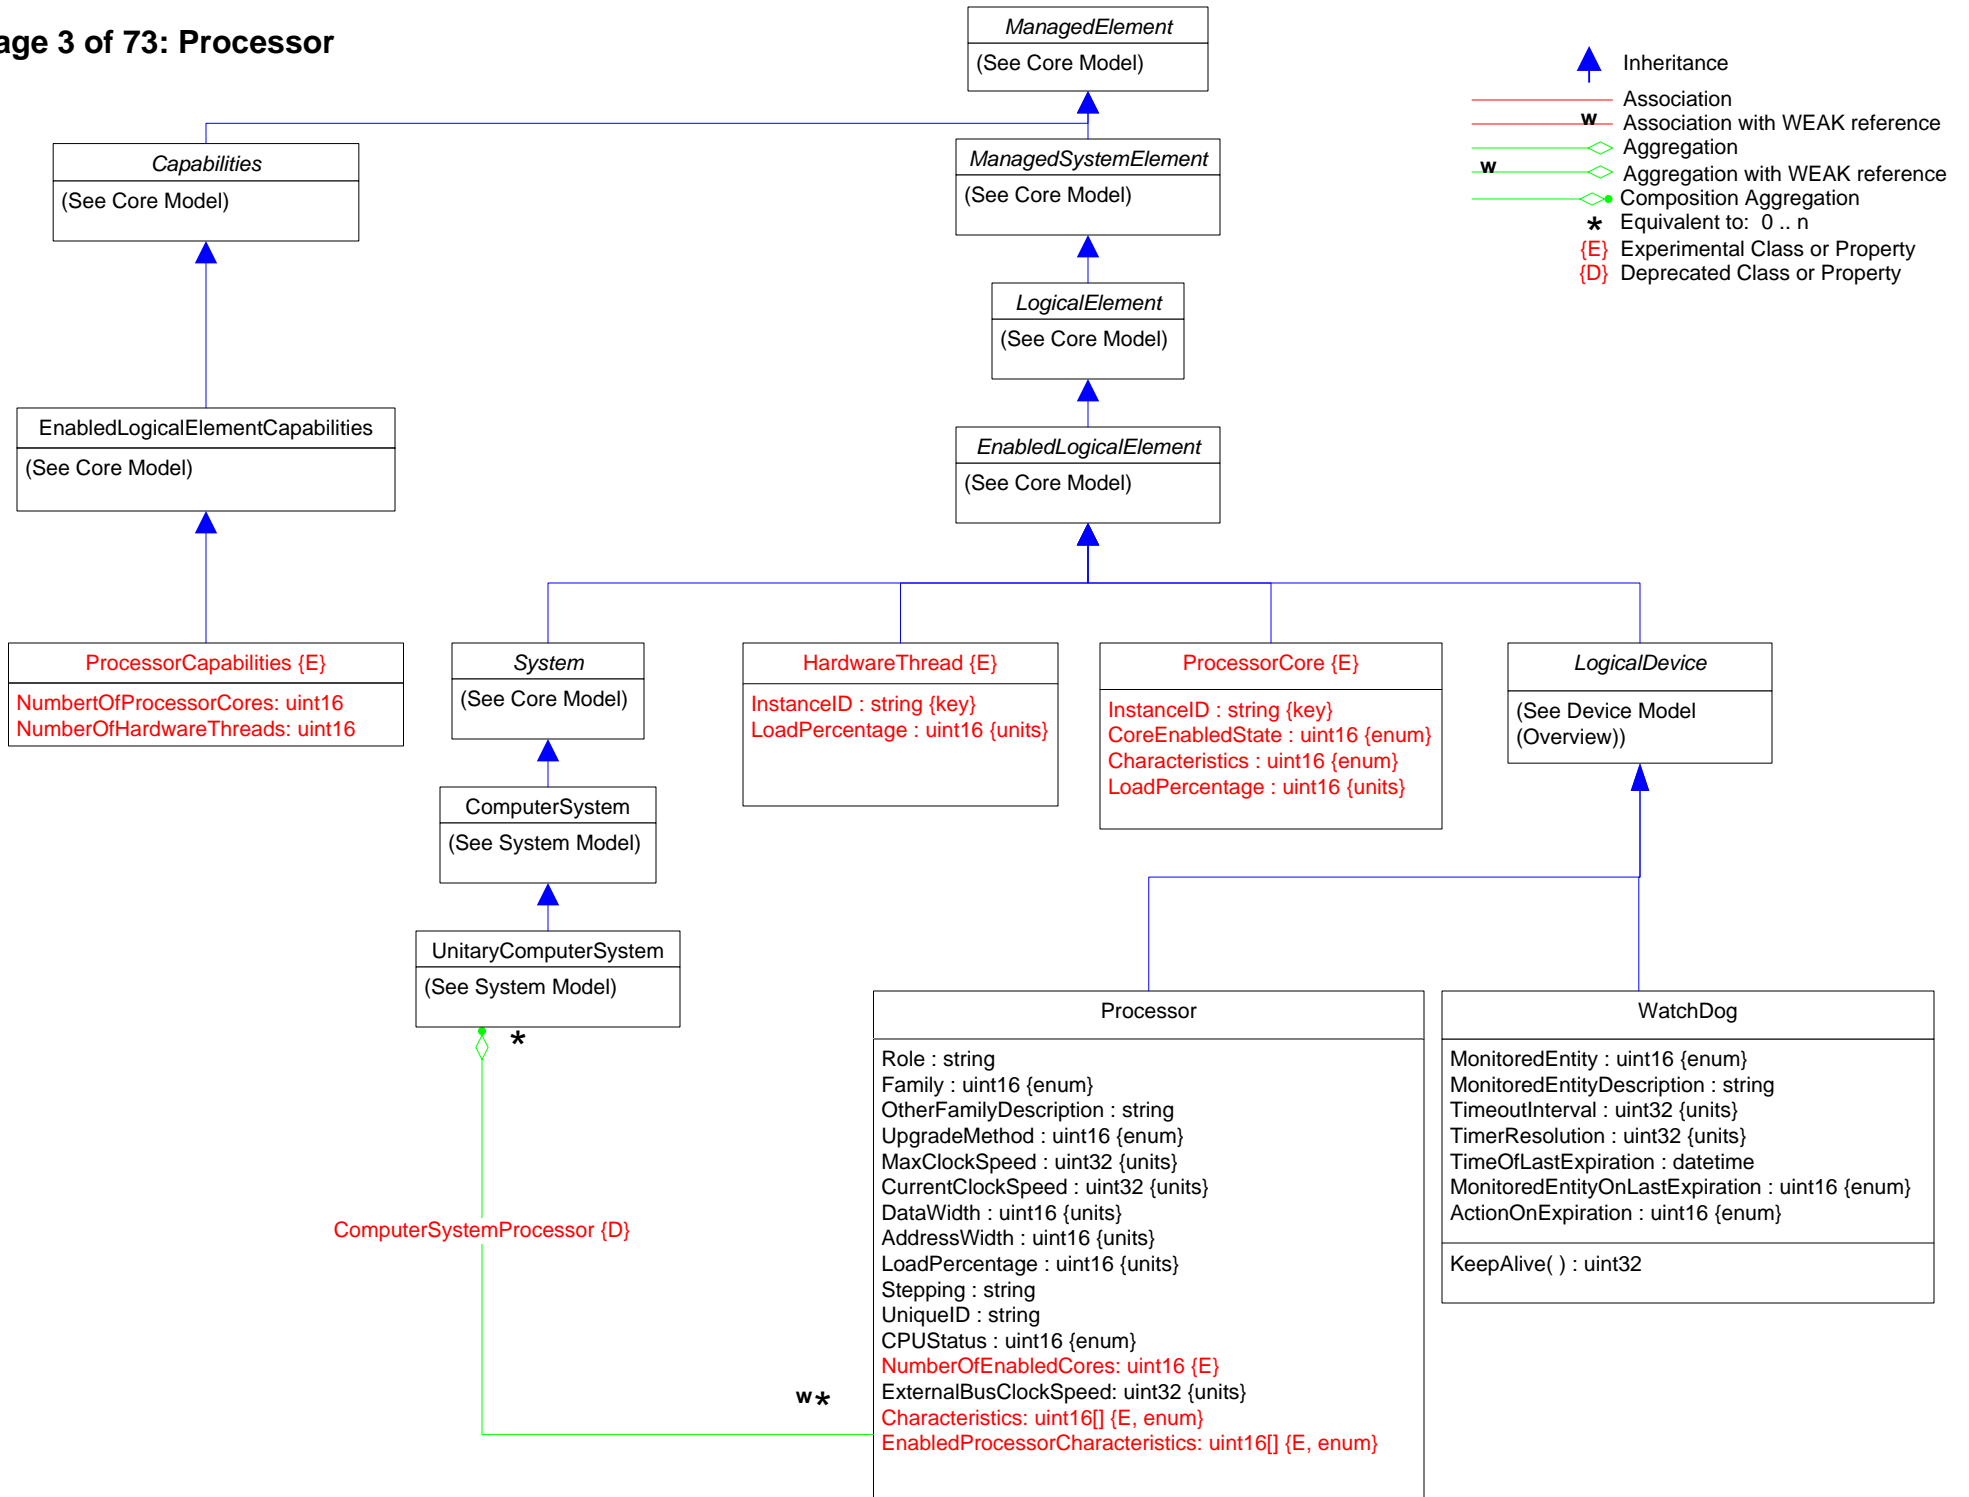 age 3 of 73: Processor
ManagedElement
(See Core Model)
Inheritance
Association
w Association with WEAK reference
Aggregation
w Aggregation with WEAK reference
Composition Aggregation
* Equivalent to: 0 .. n
{E} Experimental Class or Property
{D} Deprecated Class or Property
Capabilities
(See Core Model)
ManagedSystemElement
(See Core Model)
LogicalElement
(See Core Model)
EnabledLogicalElementCapabilities
(See Core Model)
EnabledLogicalElement
(See Core Model)
ProcessorCapabilities {E}
NumbertOfProcessorCores: uint16
NumberOfHardwareThreads: uint16
System
(See Core Model)
HardwareThread {E}
InstanceID : string {key}
LoadPercentage : uint16 {units}
ProcessorCore {E}
InstanceID : string {key}
CoreEnabledState : uint16 {enum}
Characteristics : uint16 {enum}
LoadPercentage : uint16 {units}
LogicalDevice
(See Device Model
(Overview))
ComputerSystem
(See System Model)
UnitaryComputerSystem
(See System Model)
*
ComputerSystemProcessor {D}
w*
Processor
Role : string
Family : uint16 {enum}
OtherFamilyDescription : string
UpgradeMethod : uint16 {enum}
MaxClockSpeed : uint32 {units}
CurrentClockSpeed : uint32 {units}
DataWidth : uint16 {units}
AddressWidth : uint16 {units}
LoadPercentage : uint16 {units}
Stepping : string
UniqueID : string
CPUStatus : uint16 {enum}
NumberOfEnabledCores: uint16 {E}
ExternalBusClockSpeed: uint32 {units}
Characteristics: uint16[] {E, enum}
EnabledProcessorCharacteristics: uint16[] {E, enum}
WatchDog
MonitoredEntity : uint16 {enum}
MonitoredEntityDescription : string
TimeoutInterval : uint32 {units}
TimerResolution : uint32 {units}
TimeOfLastExpiration : datetime
MonitoredEntityOnLastExpiration : uint16 {enum}
ActionOnExpiration : uint16 {enum}
KeepAlive( ) : uint32